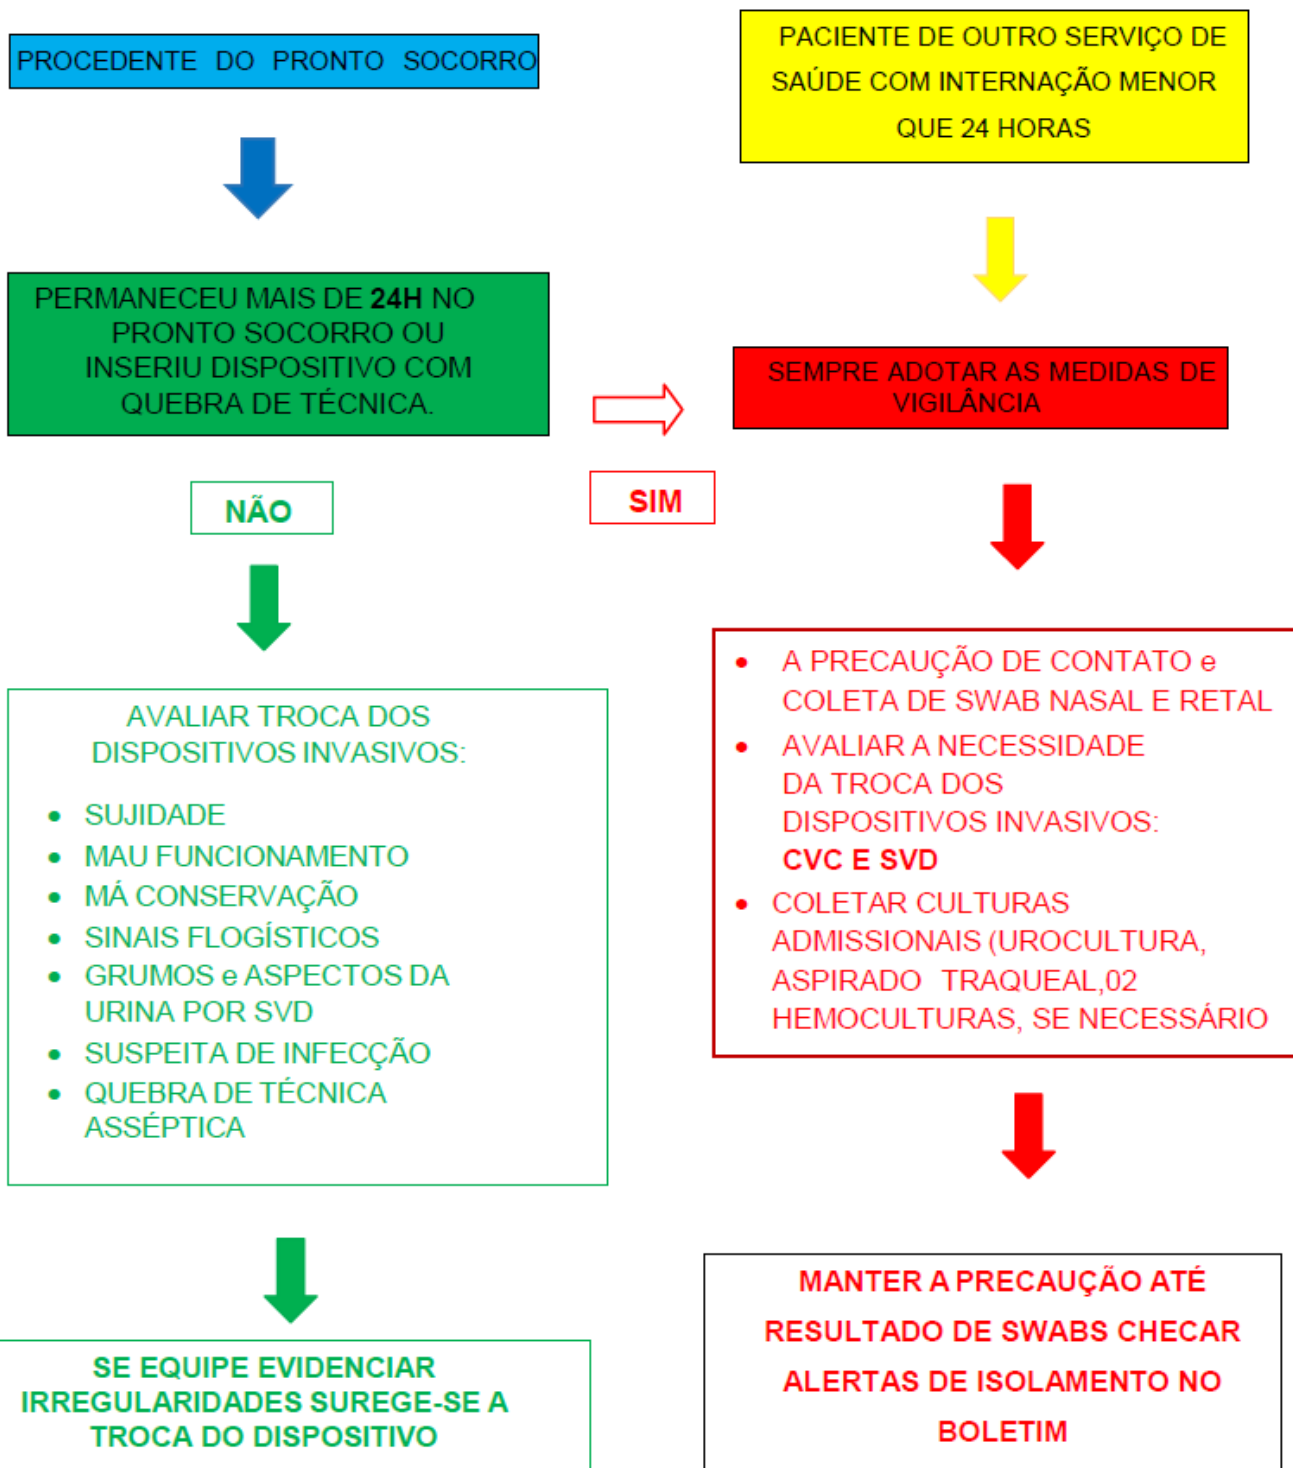 PROCEDENTE DO PRONTO SOCORRO
PACIENTE DE OUTRO SERVIÇO DE
SAÚDE COM INTERNAÇÃO MENOR
QUE 24 HORAS
PERMANECEU MAIS DE 24H NO
PRONTO SOCORRO OU
INSERIU DISPOSITIVO COM
QUEBRA DE TÉCNICA.
SEMPRE ADOTAR AS MEDIDAS DE
VIGILÂNCIA
NÃO
SIM
AVALIAR TROCA DOS
DISPOSITIVOS INVASIVOS:
• SUJIDADE
• MAU FUNCIONAMENTO
• MÁ CONSERVAÇÃO
• SINAIS FLOGÍSTICOS
• GRUMOS e ASPECTOS DA
URINA POR SVD
• SUSPEITA DE INFECÇÃO
• QUEBRA DE TÉCNICA
ASSÉPTICA
• A PRECAUÇÃO DE CONTATO e
COLETA DE SWAB NASAL E RETAL
• AVALIAR A NECESSIDADE
DA TROCA DOS
DISPOSITIVOS INVASIVOS:
CVC E SVD
• COLETAR CULTURAS
ADMISSIONAIS (UROCULTURA,
ASPIRADO TRAQUEAL,02
HEMOCULTURAS, SE NECESSÁRIO
SE EQUIPE EVIDENCIAR
IRREGULARIDADES SUREGE-SE A
TROCA DO DISPOSITIVO
MANTER A PRECAUÇÃO ATÉ
RESULTADO DE SWABS CHECAR
ALERTAS DE ISOLAMENTO NO
BOLETIM